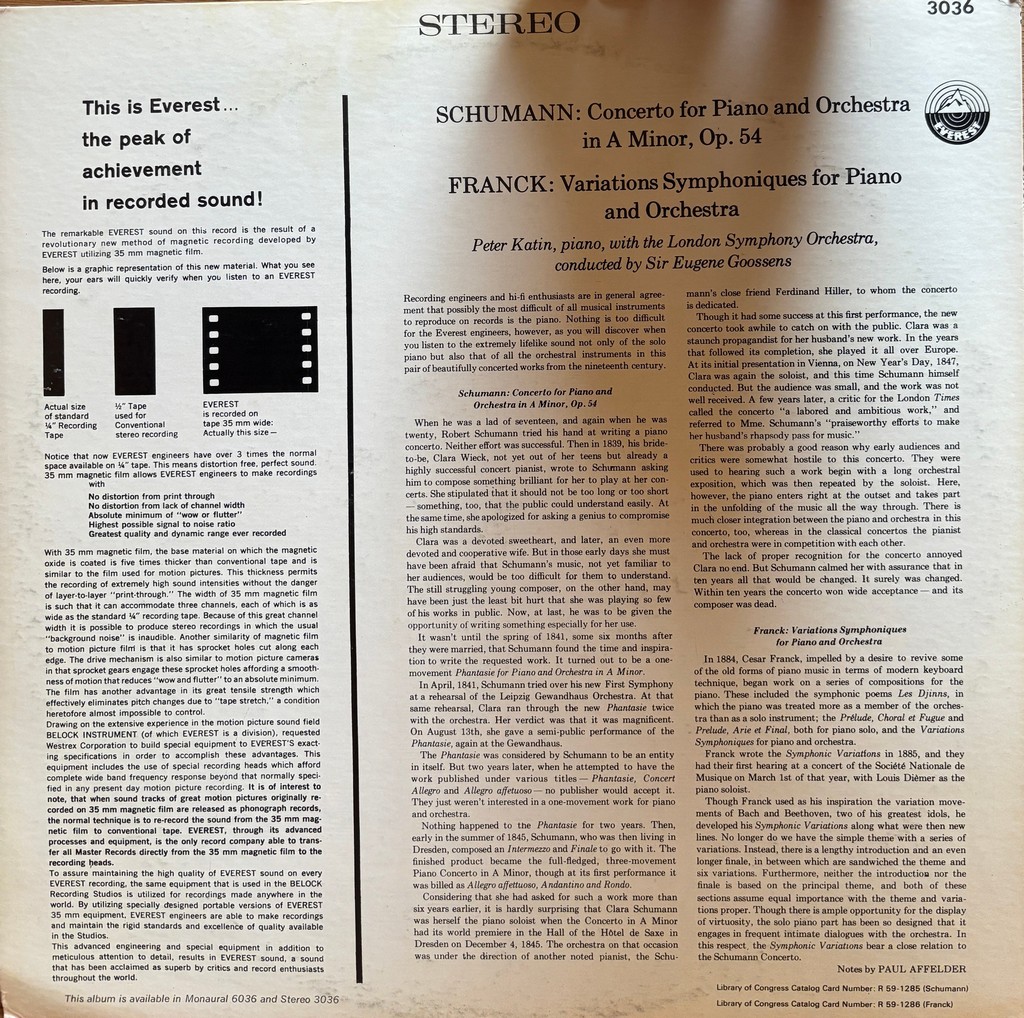 STEREO
3036
This is Everest...
the peak of
achievement
in recorded sound!
The remarkable EVEREST sound on this record is the result of a
revolutionary new method of magnetic recording developed by
EVEREST utilizing 35 mm magnetic film.
Below is a graphic representation of this new material. What you see
here, your ears will quickly verify when you listen to an EVEREST
recording.
Actual size
of standard
¼" Recording
Tape
½" Tape
used for
Conventional
stereo recording
EVEREST
is recorded on
tape 35 mm wide:
Actually this size —
Notice that now EVEREST engineers have over 3 times the normal
space available on ¼" tape. This means distortion free, perfect sound.
35 mm magnetic film allows EVEREST engineers to make recordings
with
No distortion from print through
No distortion from lack of channel width
Absolute minimum of "wow or flutter"
Highest possible signal to noise ratio
Greatest quality and dynamic range ever recorded
With 35 mm magnetic film, the base material on which the magnetic
oxide is coated is five times thicker than conventional tape and is
similar to the film used for motion pictures. This thickness permits
the recording of extremely high sound intensities without the danger
of layer-to-layer "print-through." The width of 35 mm magnetic film
is such that it can accommodate three channels, each of which is as
wide as the standard ¼" recording tape. Because of this great channel
width it is possible to produce stereo recordings in which the usual
"background noise" is inaudible. Another similarity of magnetic film
to motion picture film is that it has sprocket holes cut along each
edge. The drive mechanism is also similar to motion picture cameras
in that sprocket gears engage these sprocket holes affording a smooth-
ness of motion that reduces "wow and flutter" to an absolute minimum.
The film has another advantage in its great tensile strength which
effectively eliminates pitch changes due to "tape stretch," a condition
heretofore almost impossible to control.
Drawing on the extensive experience in the motion picture sound field
BELOCK INSTRUMENT (of which EVEREST is a division), requested
Westrex Corporation to build special equipment to EVEREST'S exact-
ing specifications in order to accomplish these advantages. This
equipment includes the use of special recording heads which afford
complete wide band frequency response beyond that normally speci-
fied in any present day motion picture recording. It is of interest to
note, that when sound tracks of great motion pictures originally re-
corded on 35 mm magnetic film are released as phonograph records,
the normal technique is to re-record the sound from the 35 mm mag-
netic film to conventional tape. EVEREST, through its advanced
processes and equipment, is the only record company able to trans-
fer all Master Records directly from the 35 mm magnetic film to the
recording heads.
To assure maintaining the high quality of EVEREST sound on every
EVEREST recording, the same equipment that is used in the BELOCK
Recording Studios is utilized for recordings made anywhere in the
world. By utilizing specially designed portable versions of EVEREST
35 mm equipment, EVEREST engineers are able to make recordings
and maintain the rigid standards and excellence of quality available
in the Studios.
This advanced engineering and special equipment in addition to
meticulous attention to detail, results in EVEREST sound, a sound
that has been acclaimed as superb by critics and record enthusiasts
throughout the world.
This album is available in Monaural 6036 and Stereo 3036
SCHUMANN: Concerto for Piano and Orchestra
in A Minor, Op. 54
EVEREST
FRANCK: Variations Symphoniques for Piano
and Orchestra
Peter Katin, piano, with the London Symphony Orchestra,
conducted by Sir Eugene Goossens
Recording engineers and hi-fi enthusiasts are in general agree-
ment that possibly the most difficult of all musical instruments
to reproduce on records is the piano. Nothing is too difficult
for the Everest engineers, however, as you will discover when
you listen to the extremely lifelike sound not only of the solo
piano but also that of all the orchestral instruments in this
pair of beautifully concerted works from the nineteenth century.
Schumann: Concerto for Piano and
Orchestra in A Minor, Op. 54
When he was a lad of seventeen, and again when he was
twenty, Robert Schumann tried his hand at writing a piano
concerto. Neither effort was successful. Then in 1839, his bride-
to-be, Clara Wieck, not yet out of her teens but already a
highly successful concert pianist, wrote to Schumann asking
him to compose something brilliant for her to play at her con-
certs. She stipulated that it should not be too long or too short
— something, too, that the public could understand easily. At
the same time, she apologized for asking a genius to compromise
his high standards.
Clara was a devoted sweetheart, and later, an even more
devoted and cooperative wife. But in those early days she must
have been afraid that Schumann's music, not yet familiar to
her audiences, would be too difficult for them to understand.
The still struggling young composer, on the other hand, may
have been just the least bit hurt that she was playing so few
of his works in public. Now, at last, he was to be given the
opportunity of writing something especially for her use.
It wasn't until the spring of 1841, some six months after
they were married, that Schumann found the time and inspira-
tion to write the requested work. It turned out to be a one-
movement Phantasie for Piano and Orchestra in A Minor.
In April, 1841, Schumann tried over his new First Symphony
at a rehearsal of the Leipzig Gewandhaus Orchestra. At that
same rehearsal, Clara ran through the new Phantasie twice
with the orchestra. Her verdict was that it was magnificent.
On August 13th, she gave a semi-public performance of the
Phantasie, again at the Gewandhaus.
The Phantasie was considered by Schumann to be an entity
in itself. But two years later, when he attempted to have the
work published under various titles — Phantasie, Concert
Allegro and Allegro affetuoso — no publisher would accept it.
They just weren't interested in a one-movement work for piano
and orchestra.
Nothing happened to the Phantasie for two years. Then,
early in the summer of 1845, Schumann, who was then living in
Dresden, composed an Intermezzo and Finale to go with it. The
finished product became the full-fledged, three-movement
Piano Concerto in A Minor, though at its first performance it
was billed as Allegro affettuoso, Andantino and Rondo.
Considering that she had asked for such a work more than
six years earlier, it is hardly surprising that Clara Schumann
was herself the piano soloist when the Concerto in A Minor
had its world premiere in the Hall of the Hôtel de Saxe in
Dresden on December 4, 1845. The orchestra on that occasion
was under the direction of another noted pianist, the Schu-
mann's close friend Ferdinand Hiller, to whom the concerto
is dedicated.
Though it had some success at this first performance, the new
concerto took awhile to catch on with the public. Clara was a
staunch propagandist for her husband's new work. In the years
that followed its completion, she played it all over Europe.
At its initial presentation in Vienna, on New Year's Day, 1847,
Clara was again the soloist, and this time Schumann himself
conducted. But the audience was small, and the work was not
well received. A few years later, a critic for the London Times
called the concerto "a labored and ambitious work," and
referred to Mme. Schumann's "praiseworthy efforts to make
her husband's rhapsody pass for music."
There was probably a good reason why early audiences and
critics were somewhat hostile to this concerto. They were
used to hearing such a work begin with a long orchestral
exposition, which was then repeated by the soloist. Here,
however, the piano enters right at the outset and takes part
in the unfolding of the music all the way through. There is
much closer integration between the piano and orchestra in this
concerto, too, whereas in the classical concertos the pianist
and orchestra were in competition with each other.
The lack of proper recognition for the concerto annoyed
Clara no end. But Schumann calmed her with assurance that in
ten years all that would be changed. It surely was changed.
Within ten years the concerto won wide acceptance — and its
composer was dead.
Franck: Variations Symphoniques
for Piano and Orchestra
In 1884, Cesar Franck, impelled by a desire to revive some
of the old forms of piano music in terms of modern keyboard
technique, began work on a series of compositions for the
piano. These included the symphonic poems Les Djinns, in
which the piano was treated more as a member of the orches-
tra than as a solo instrument; the Prélude, Choral et Fugue and
Prelude, Arie et Final, both for piano solo, and the Variations
Symphoniques for piano and orchestra.
Franck wrote the Symphonic Variations in 1885, and they
had their first hearing at a concert of the Société Nationale de
Musique on March 1st of that year, with Louis Dièmer as the
piano soloist.
Though Franck used as his inspiration the variation move-
ments of Bach and Beethoven, two of his greatest idols, he
developed his Symphonic Variations along what were then new
lines. No longer do we have the simple theme with a series of
variations. Instead, there is a lengthy introduction and an even
longer finale, in between which are sandwiched the theme and
six variations. Furthermore, neither the introduction nor the
finale is based on the principal theme, and both of these
sections assume equal importance with the theme and varia-
tions proper. Though there is ample opportunity for the display
of virtuosity, the solo piano part has been so designed that it
engages in frequent intimate dialogues with the orchestra. In
this respect, the Symphonic Variations bear a close relation to
the Schumann Concerto.
Notes by PAUL AFFELDER
Library of Congress Catalog Card Number: R 59-1285 (Schumann)
Library of Congress Catalog Card Number: R 59-1286 (Franck)